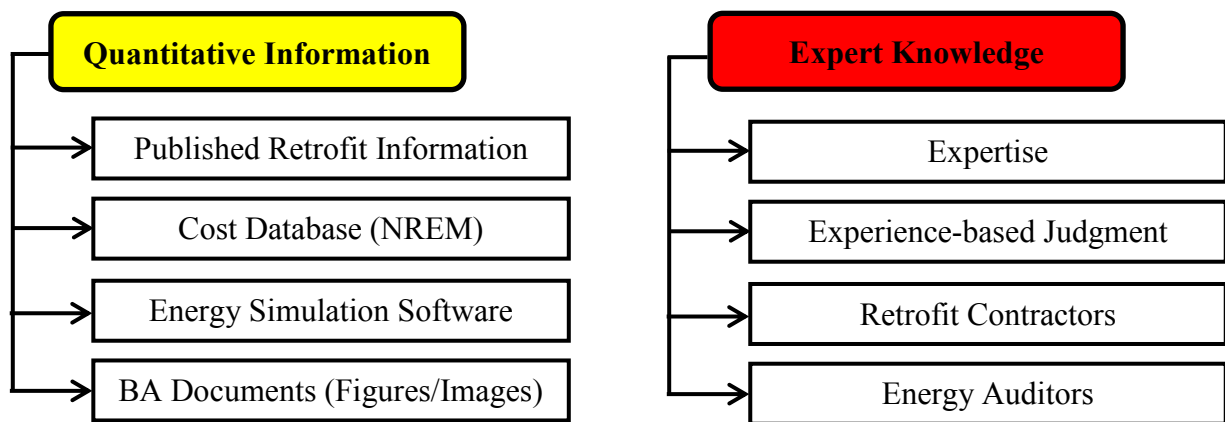 Quantitative Information
Published Retrofit Information
Cost Database (NREM)
Energy Simulation Software
BA Documents (Figures/Images)
Expert Knowledge
Expertise
Experience-based Judgment
Retrofit Contractors
Energy Auditors